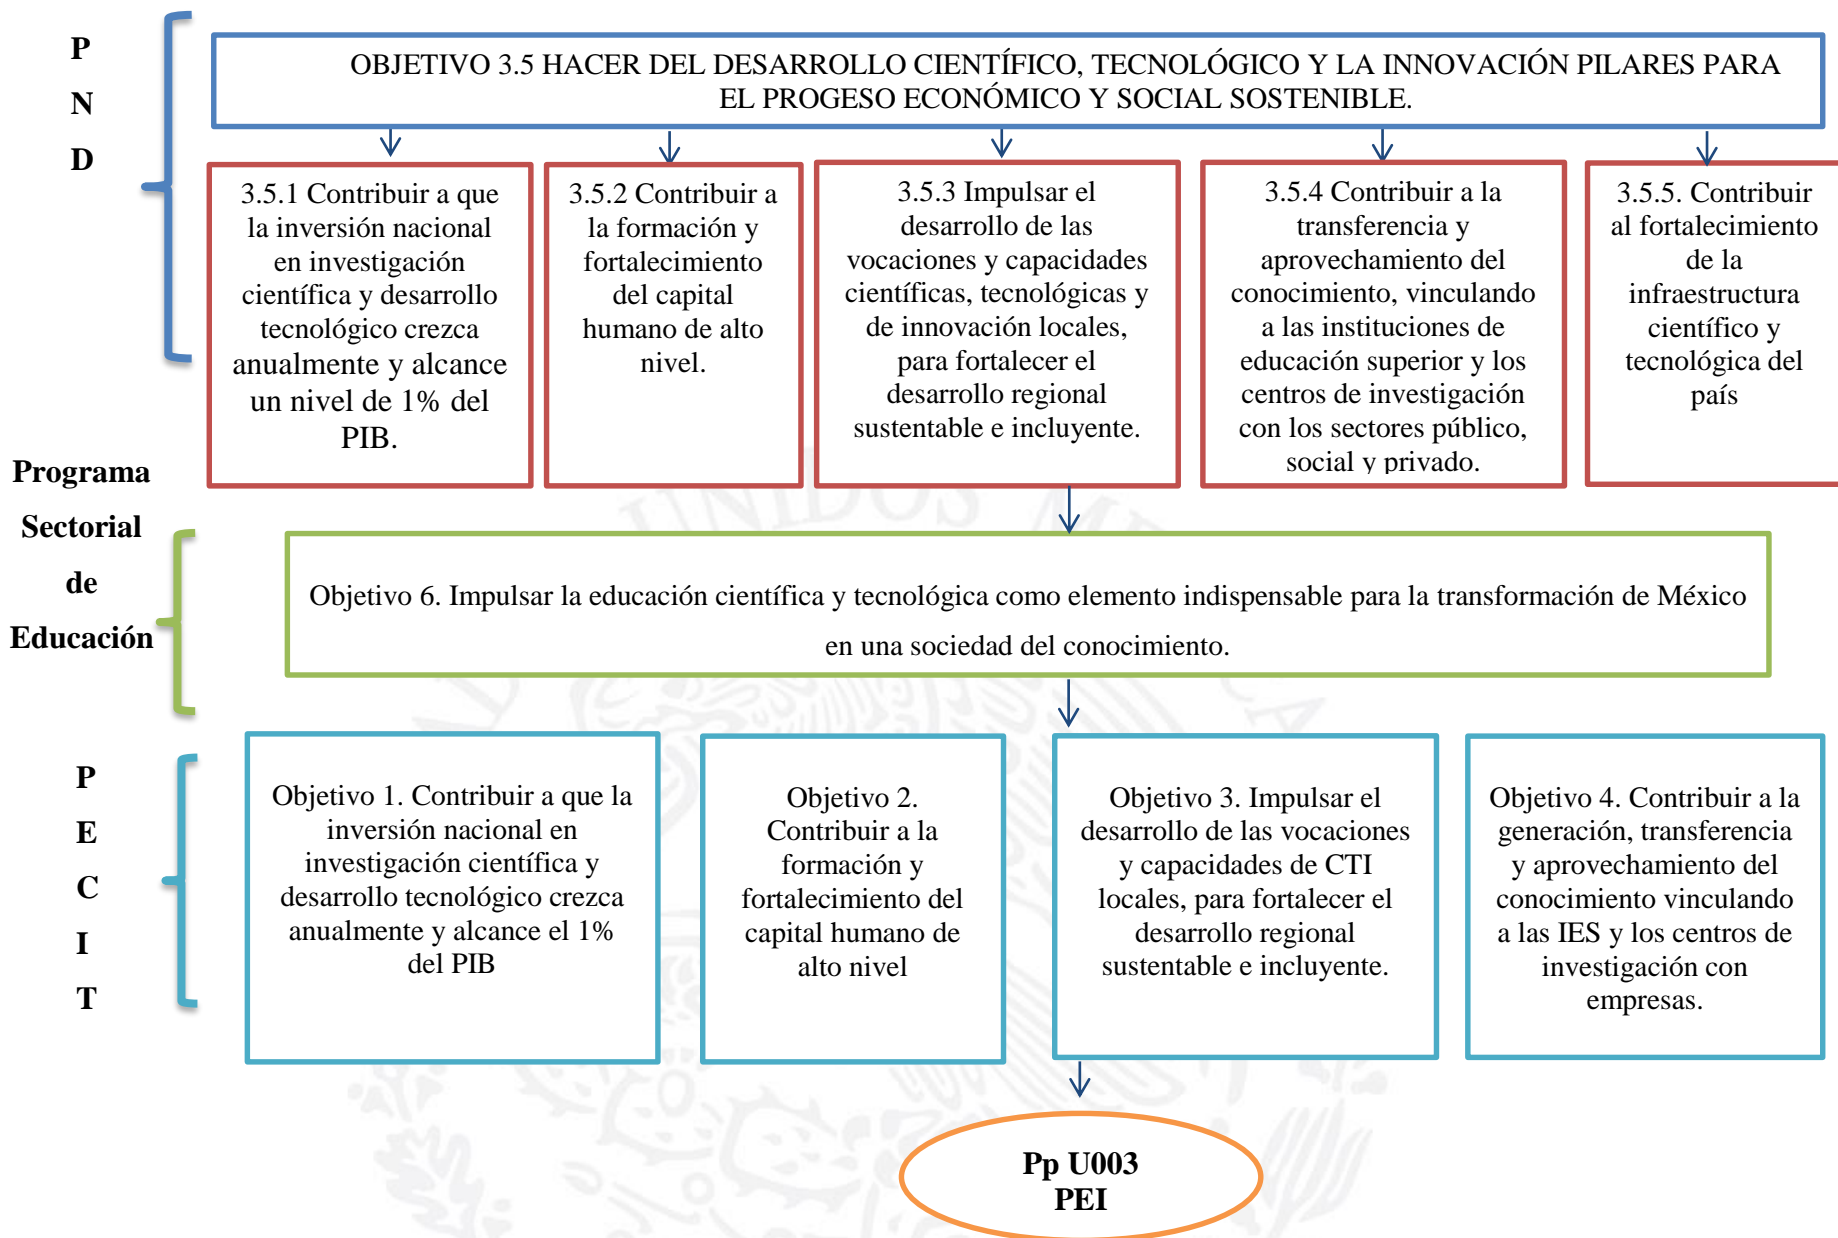 P
N
D
OBJETIVO 3.5 HACER DEL DESARROLLO CIENTÍFICO, TECNOLÓGICO Y LA INNOVACIÓN PILARES PARA
EL PROGESO ECONÓMICO Y SOCIAL SOSTENIBLE.
3.5.1 Contribuir a que
la inversión nacional
en investigación
científica y desarrollo
tecnológico crezca
anualmente y alcance
un nivel de 1% del
PIB.
3.5.2 Contribuir a
la formación y
fortalecimiento
del capital
humano de alto
nivel.
3.5.3 Impulsar el
desarrollo de las
vocaciones y capacidades
científicas, tecnológicas y
de innovación locales,
para fortalecer el
desarrollo regional
sustentable e incluyente.
3.5.4 Contribuir a la
transferencia y
aprovechamiento del
conocimiento, vinculando
a las instituciones de
educación superior y los
centros de investigación
con los sectores público,
social y privado.
3.5.5. Contribuir
al fortalecimiento
de la
infraestructura
científico y
tecnológica del
país
Programa
Sectorial
de
Educación
UNIDOS ME
Objetivo 6. Impulsar la educación científica y tecnológica como elemento indispensable para la transformación de México
en una sociedad del conocimiento.
P
E
C
I
T
Objetivo 1. Contribuir a que la
inversión nacional en
investigación científica y
desarrollo tecnológico crezca
anualmente y alcance el 1%
del PIB
Objetivo 2.
Contribuir a la
formación y
fortalecimiento del
capital humano de
alto nivel
Objetivo 3. Impulsar el
desarrollo de las vocaciones
y capacidades de CTI
locales, para fortalecer el
desarrollo regional
sustentable e incluyente.
Objetivo 4. Contribuir a la
generación, transferencia
y aprovechamiento del
conocimiento vinculando
a las IES y los centros de
investigación con
empresas.
Pp U003
PEI